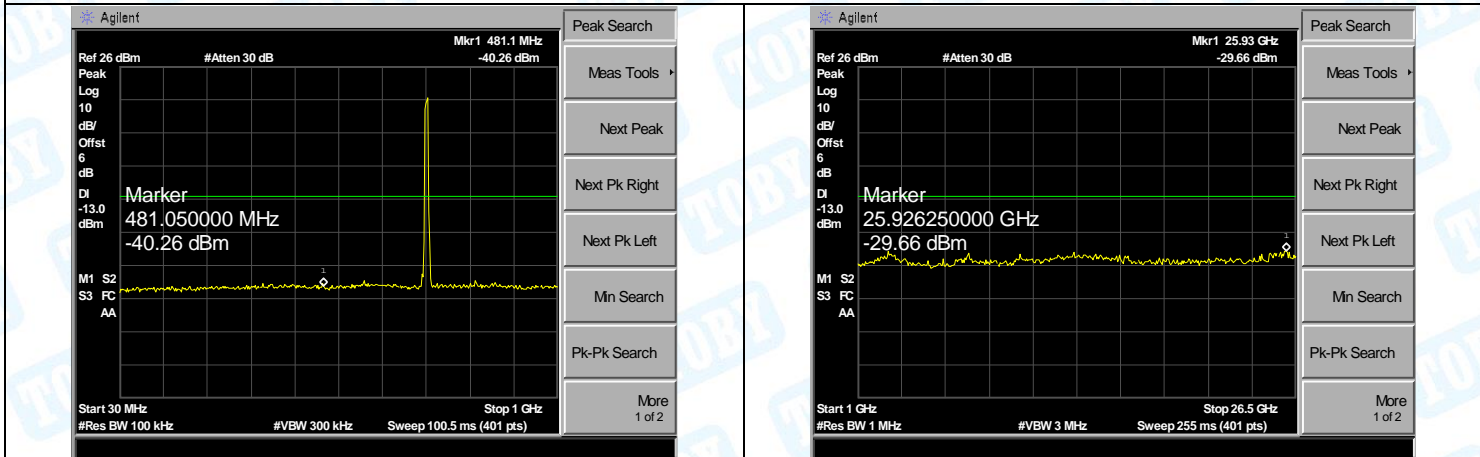 Agilent
Peak Search
Mkr1 481.1 MHz
Ref 26 dBm #Atten 30 dB -40.26 dBm
Peak
Log
10
dB/
Offst
6
dB
DI
-13.0
dBm
Marker
481.050000 MHz
-40.26 dBm
1
M1 S2
S3 FC
AA
Start 30 MHz Stop 1 GHz
#Res BW 100 kHz #VBW 300 kHz Sweep 100.5 ms (401 pts)
Meas Tools
Next Peak
Next Pk Right
Next Pk Left
Min Search
Pk-Pk Search
More
1 of 2
Agilent
Peak Search
Mkr1 25.93 GHz
Ref 26 dBm #Atten 30 dB -29.66 dBm
Peak
Log
10
dB/
Offst
6
dB
DI
-13.0
dBm
Marker
25.926250000 GHz
-29.66 dBm
1
M1 S2
S3 FC
AA
Start 1 GHz Stop 26.5 GHz
#Res BW 1 MHz #VBW 3 MHz Sweep 255 ms (401 pts)
Meas Tools
Next Peak
Next Pk Right
Next Pk Left
Min Search
Pk-Pk Search
More
1 of 2
TOBY
TOBY
TOBY